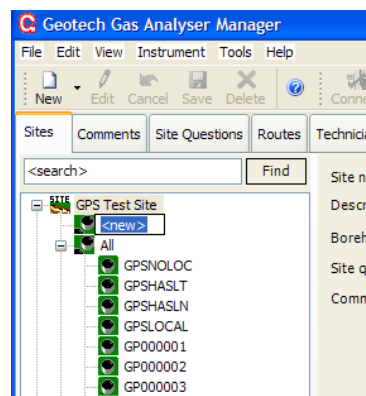 Geotech Gas Analyser Manager
File Edit View Instrument Tools Help
New Edit Cancel Save Delete
Sites Comments Site Questions Routes
<search> Find
Site n
GPS Test Site
Descr
<new>
Boreh
All
GPSNOLOC
Site q
GPSHASLT
Comm
GPSHASLN
GPSLOCAL
GP000001
GP000002
GP000003